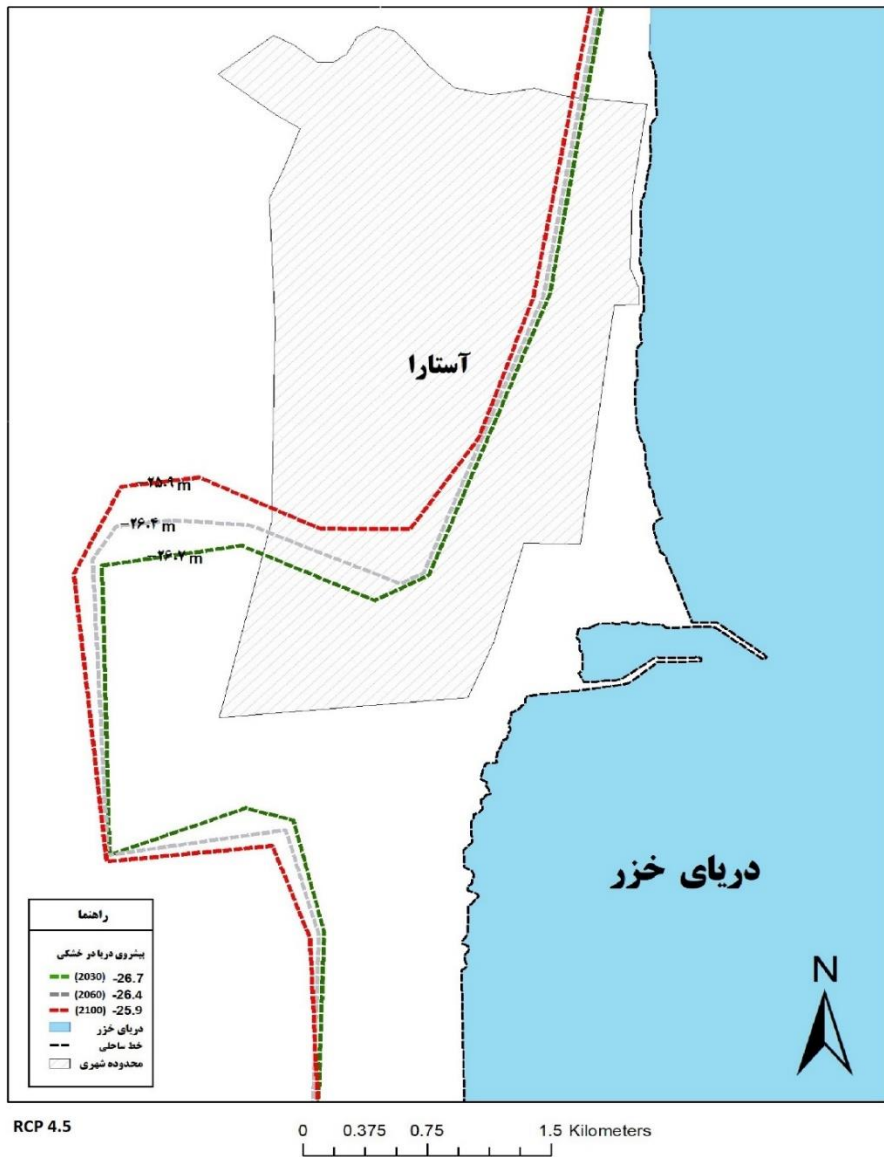 آستارا
-۲۵.۹ m
-۲۶.۴ m
-۲۶.۷ m
دریای خزر
N
راهنما
پیشروی دریا در خشکی
(2030) -26.7
(2060) -26.4
(2100) -25.9
دریای خزر
خط ساحلی
محدوده شهری
RCP 4.5
0 0.375 0.75 1.5 Kilometers